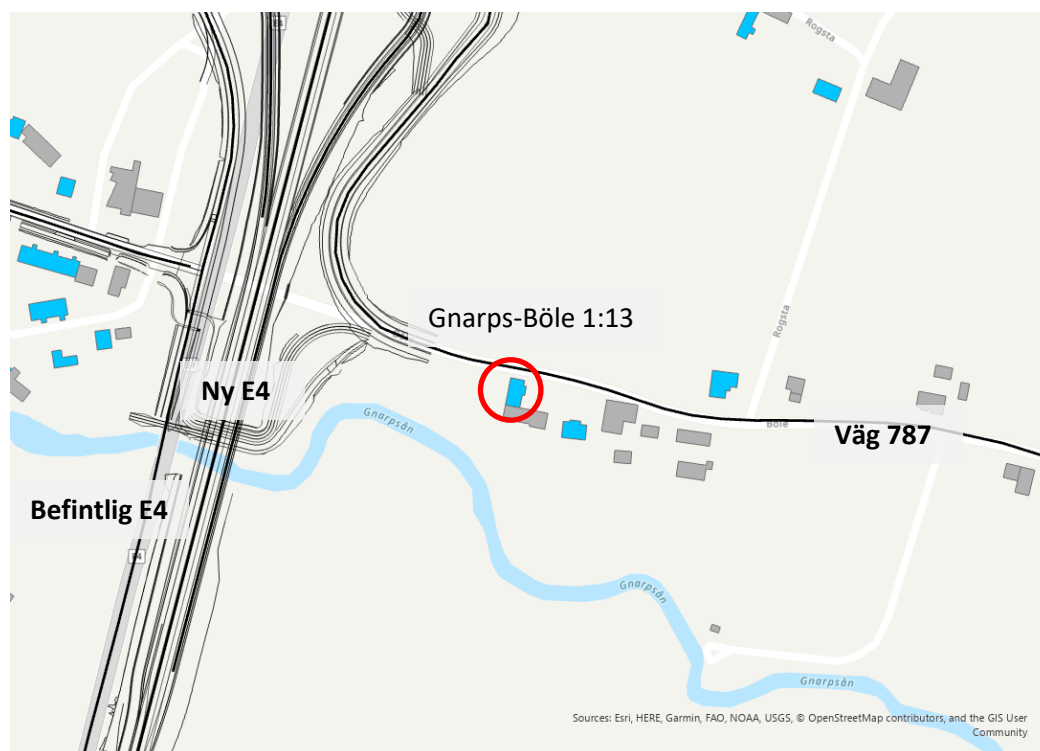 E4
Rogsta
Gnarps-Böle 1:13
Rogsta
Ny E4
Gnarpsån
Böle
Väg 787
Befintlig E4
E4
Gnarpsån
Gnarpsån
Sources: Esri, HERE, Garmin, FAO, NOAA, USGS, © OpenStreetMap contributors, and the GIS User
Community